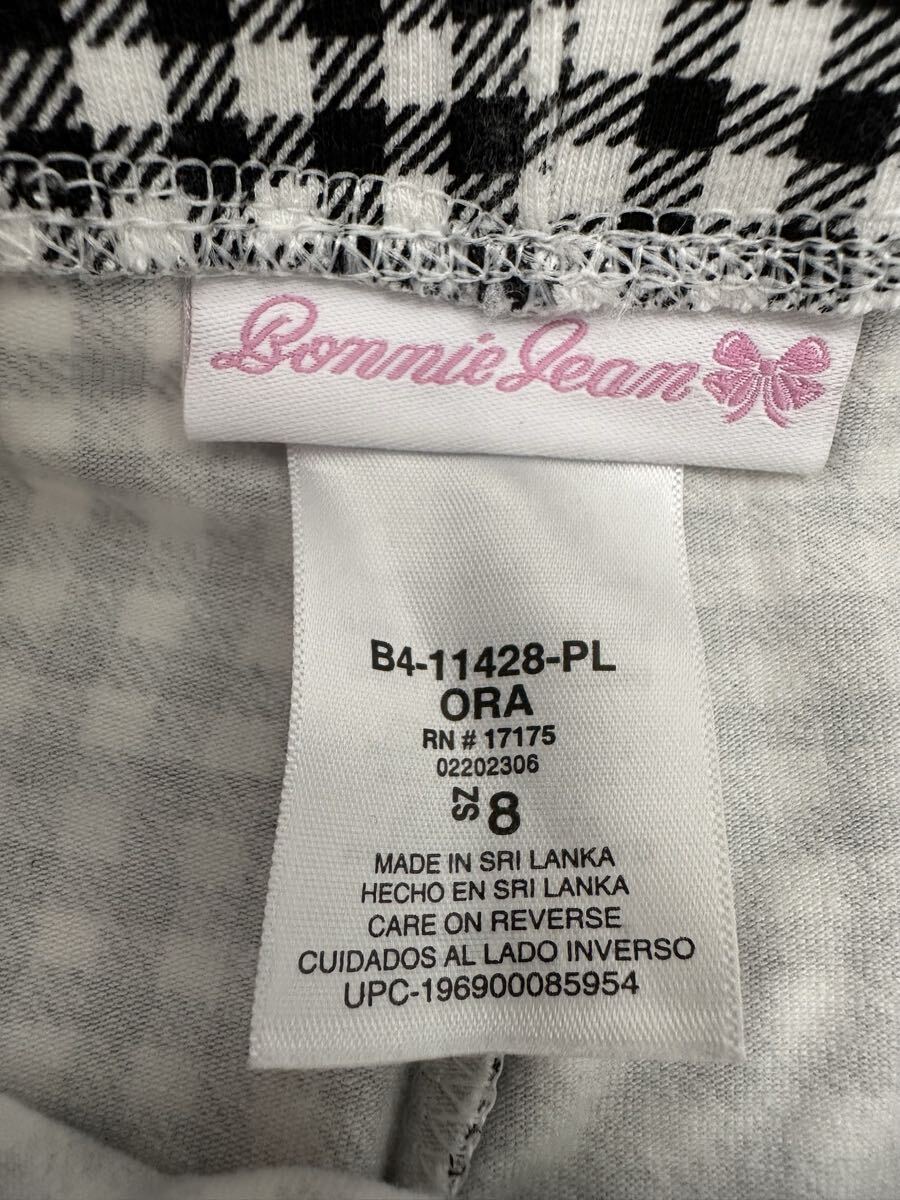 Bonnie Jean
B4-11428-PL
ORA
RN # 17175
02202306
SZ 8
MADE IN SRI LANKA
HECHO EN SRI LANKA
CARE ON REVERSE
CUIDADOS AL LADO INVERSO
UPC-196900085954